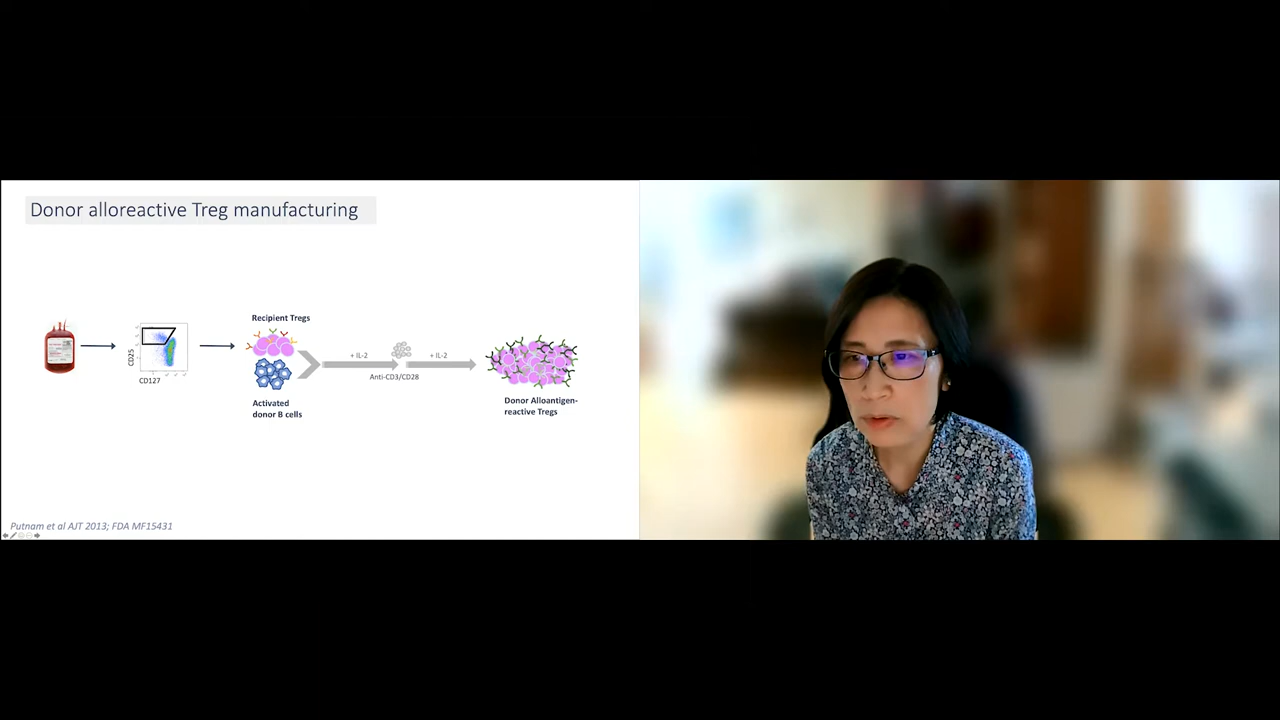 Donor alloreactive Treg manufacturing
Recipient Tregs
CD25
CD127
+ IL-2
+ IL-2
Anti-CD3/CD28
Activated
donor B cells
Donor Alloantigen-
reactive Tregs
Putnam et al AJT 2013; FDA MF15431